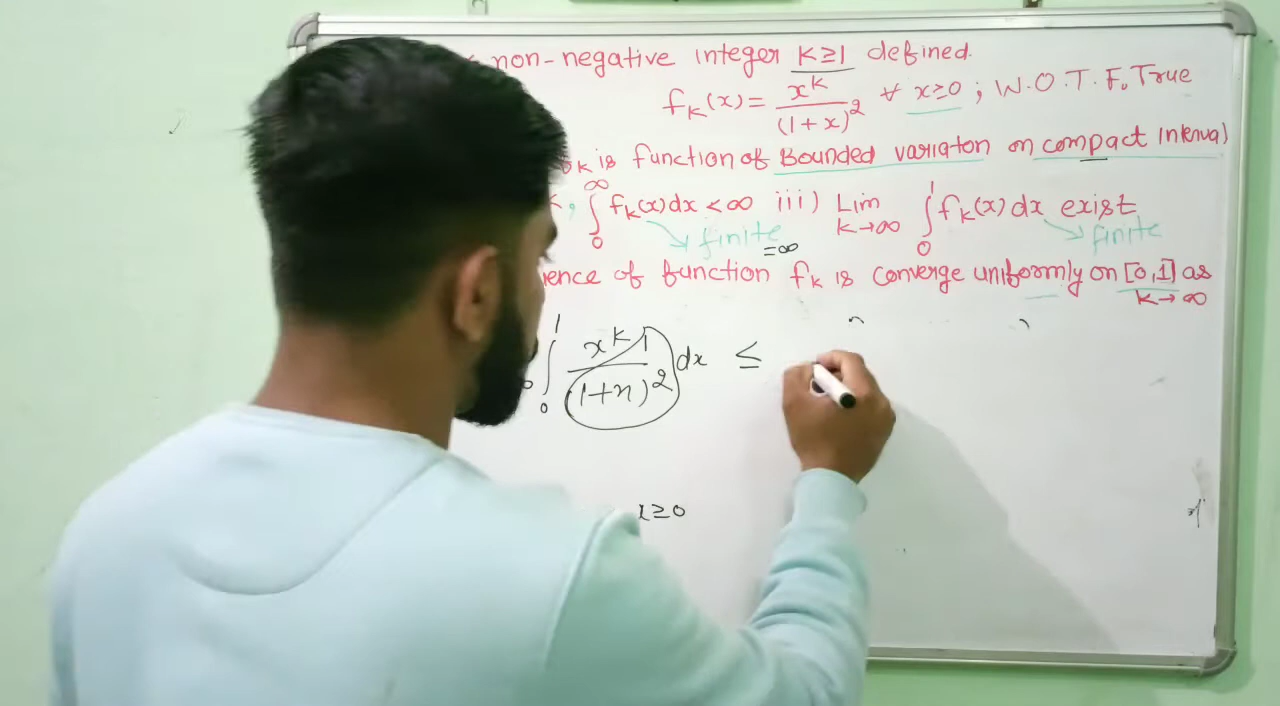 non-negative integer K≥1 defined.
fₖ(x) = x^k/(1+x)² ∀ x≥0 ; W.O.T.F. True
k is function of Bounded variaton on compact Interval
∫₀^∞ fₖ(x)dx < ∞ iii) Lim k→∞ ∫₀¹ fₖ(x) dx exist
finite =∞ finite
ence of function fₖ is converge uniformly on [0,1] as
k→∞
∫₀¹ x^k 1/(1+x)² dx ≤
x≥0